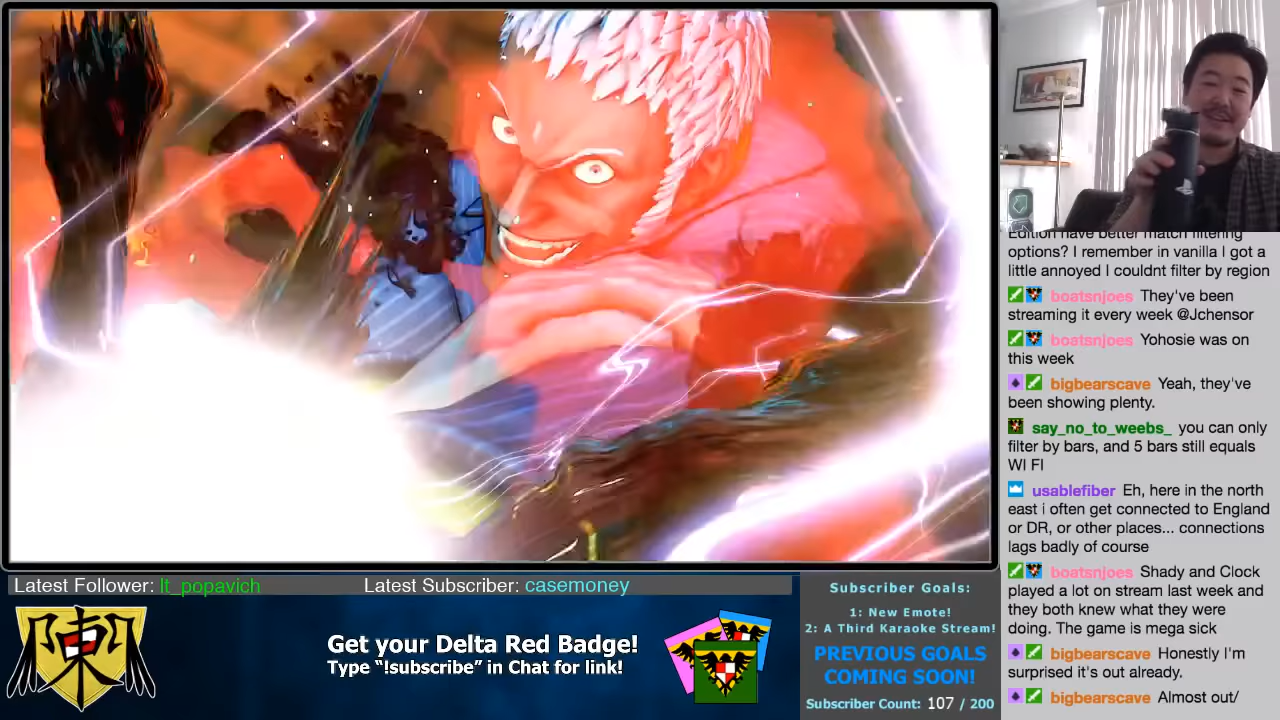 Edition have better match filtering
options? I remember in vanilla I got a
little annoyed I couldnt filter by region
boatsnjoes They've been
streaming it every week @Jchensor
boatsnjoes Yohosie was on
this week
bigbearscave Yeah, they've
been showing plenty.
say_no_to_weebs_ you can only
filter by bars, and 5 bars still equals
WI FI
usablefiber Eh, here in the north
east i often get connected to England
or DR, or other places... connections
lags badly of course
boatsnjoes Shady and Clock
played a lot on stream last week and
they both knew what they were
doing. The game is mega sick
bigbearscave Honestly I'm
surprised it's out already.
bigbearscave Almost out/
Latest Follower: lt_popavich
Latest Subscriber: casemoney
Get your Delta Red Badge!
Type “!subscribe” in Chat for link!
Subscriber Goals:
1: New Emote!
2: A Third Karaoke Stream!
PREVIOUS GOALS
COMING SOON!
Subscriber Count: 107 / 200